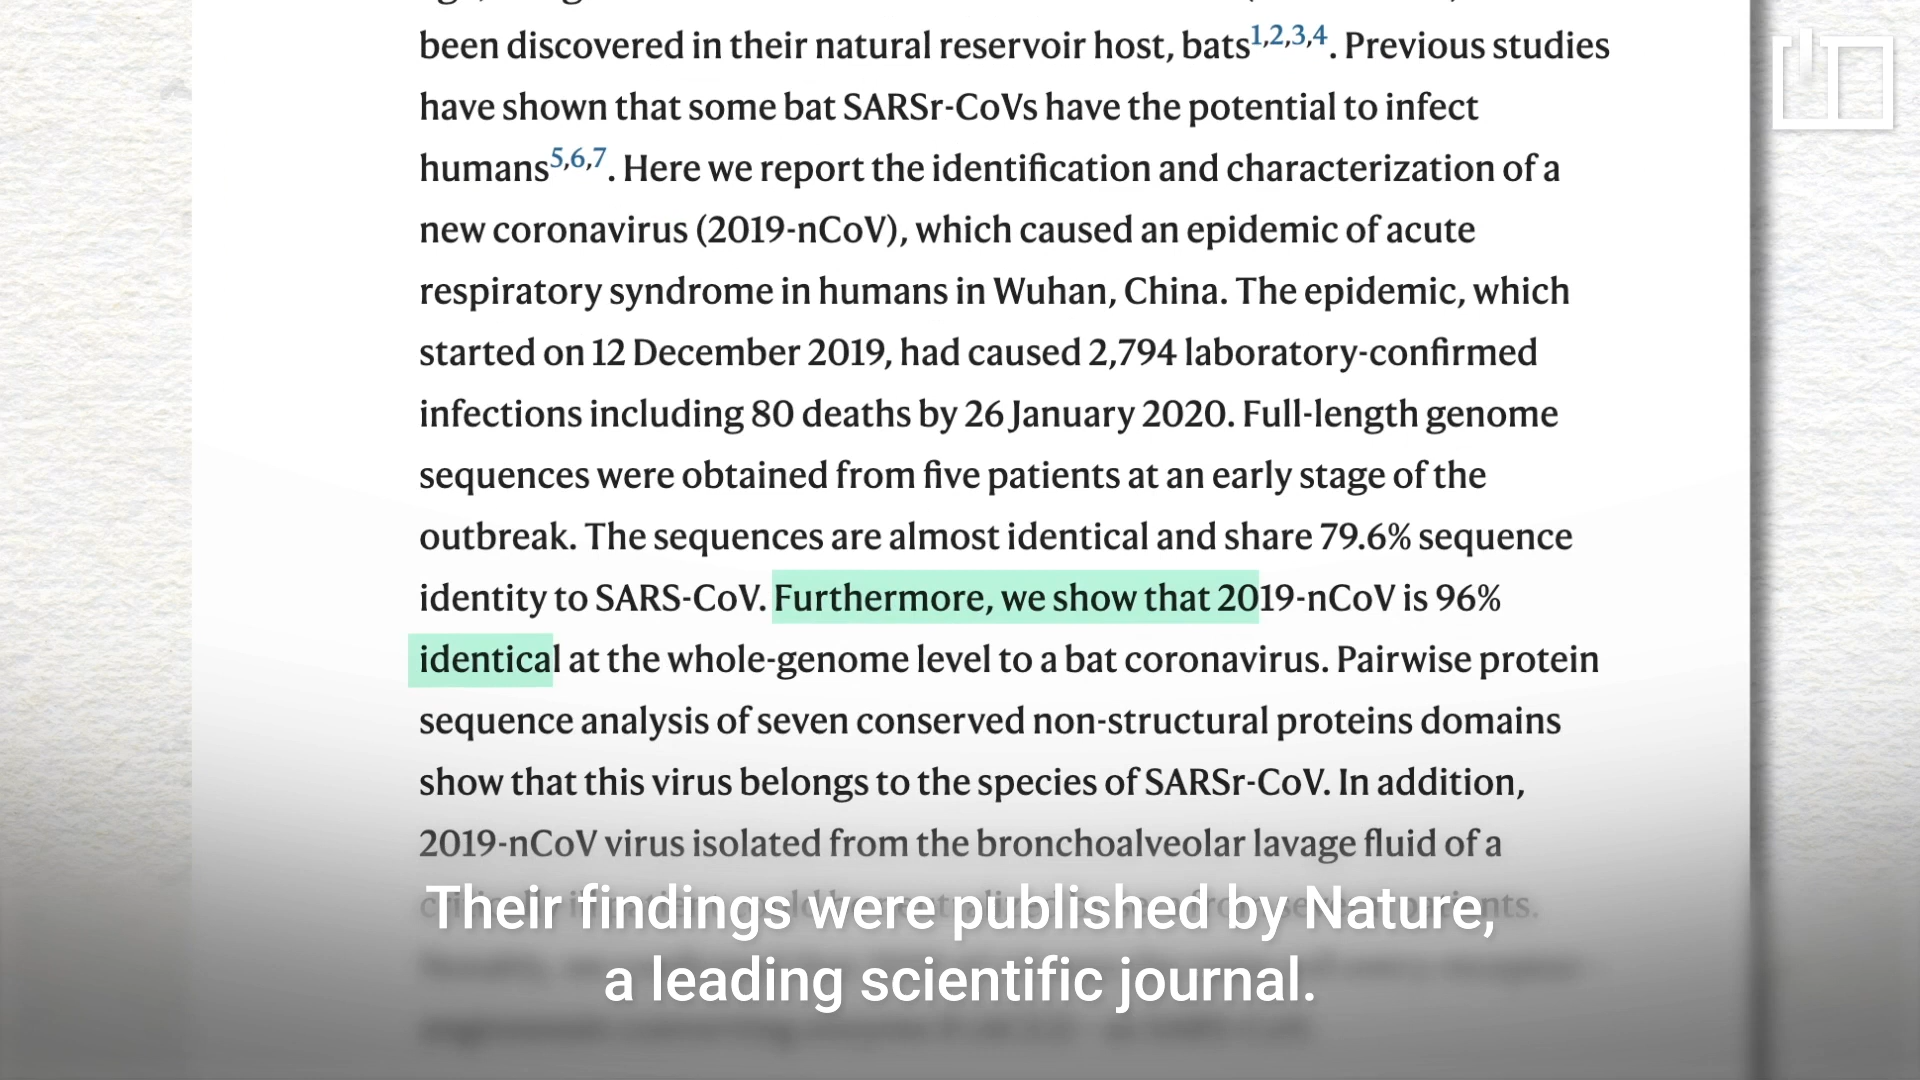 been discovered in their natural reservoir host, bats1,2,3,4. Previous studies
have shown that some bat SARSr-CoVs have the potential to infect
humans5,6,7. Here we report the identification and characterization of a
new coronavirus (2019-nCoV), which caused an epidemic of acute
respiratory syndrome in humans in Wuhan, China. The epidemic, which
started on 12 December 2019, had caused 2,794 laboratory-confirmed
infections including 80 deaths by 26 January 2020. Full-length genome
sequences were obtained from five patients at an early stage of the
outbreak. The sequences are almost identical and share 79.6% sequence
identity to SARS-CoV. Furthermore, we show that 2019-nCoV is 96%
identical at the whole-genome level to a bat coronavirus. Pairwise protein
sequence analysis of seven conserved non-structural proteins domains
show that this virus belongs to the species of SARSr-CoV. In addition,
2019-nCoV virus isolated from the bronchoalveolar lavage fluid of a
Their findings were published by Nature,
a leading scientific journal.